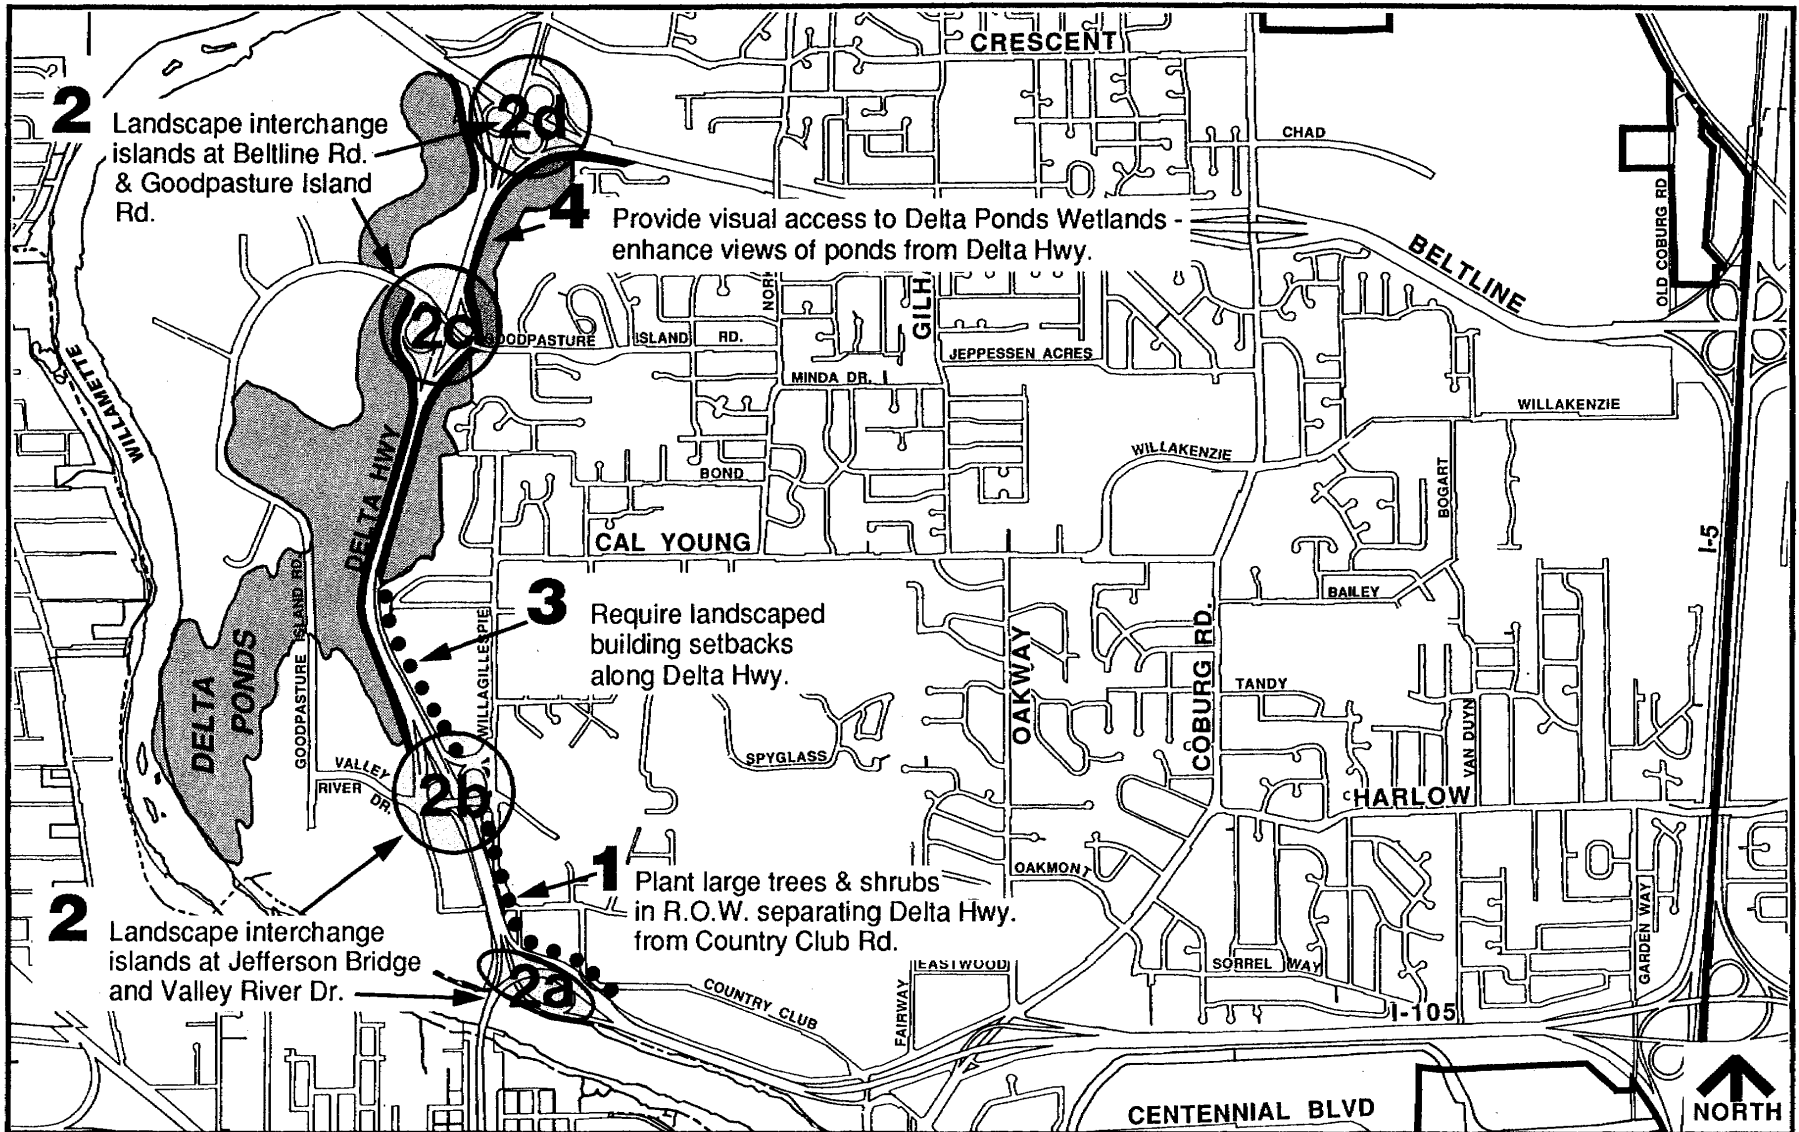 CRESCENT
2
Landscape interchange
islands at Beltline Rd.
& Goodpasture Island
Rd.
2d
CHAD
4
Provide visual access to Delta Ponds Wetlands -
enhance views of ponds from Delta Hwy.
OLD COBURG RD
BELTLINE
NOR
GILH
2c
GOODPASTURE ISLAND RD.
JEPPESSEN ACRES
MINDA DR.
WILLAMETTE
WILLAKENZIE
WILLAKENZIE
BOND
BOGART
DELTA HWY
CAL YOUNG
I-5
BAILEY
3
Require landscaped
building setbacks
along Delta Hwy.
GOODPASTURE ISLAND RD.
WILLAGILLESPIE
DELTA
PONDS
OAKWAY
COBURG RD.
TANDY
VAN DUYN
SPYGLASS
VALLEY
RIVER DR.
2b
HARLOW
1
Plant large trees & shrubs
in R.O.W. separating Delta Hwy.
from Country Club Rd.
OAKMONT
GARDEN WAY
2
Landscape interchange
islands at Jefferson Bridge
and Valley River Dr.
2a
EASTWOOD
SORREL WAY
COUNTRY CLUB
FAIRWAY
I-105
CENTENNIAL BLVD
NORTH